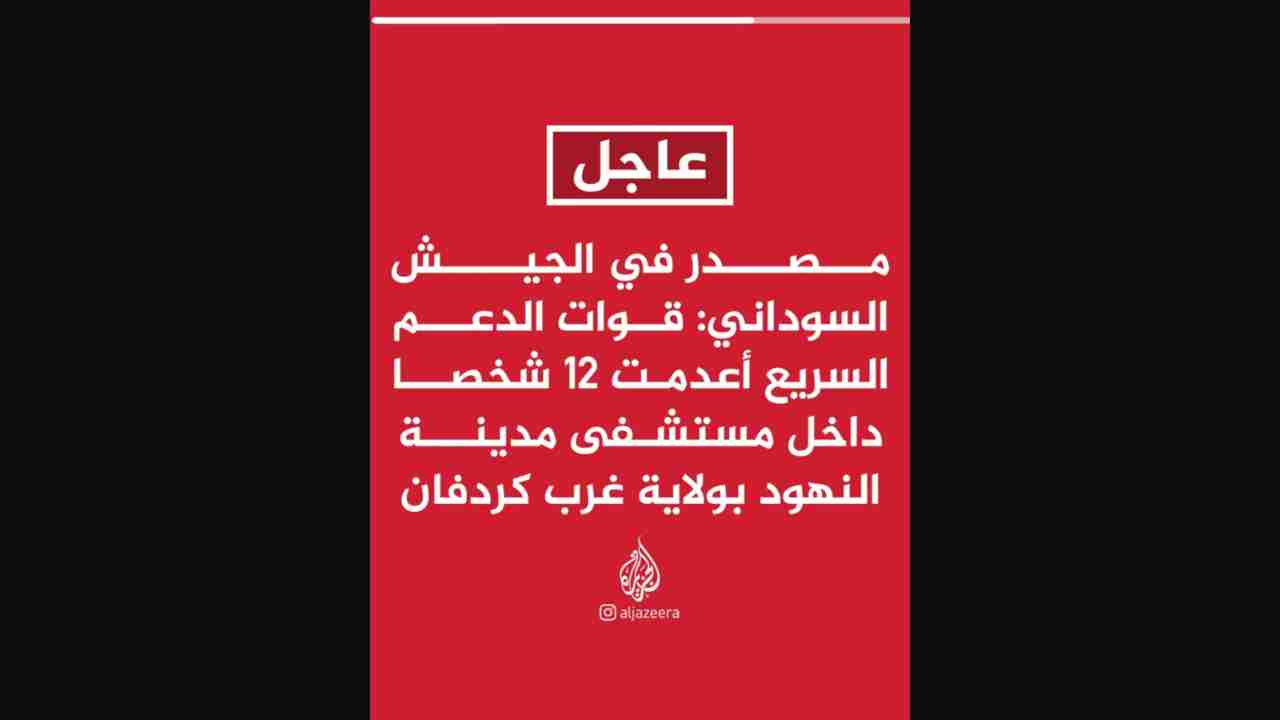 عاجل
مصدر في الجيش
السوداني: قوات الدعم
السريع أعدمت 12 شخصا
داخل مستشفى مدينة
النهود بولاية غرب كردفان
الجزيرة
aljazeera